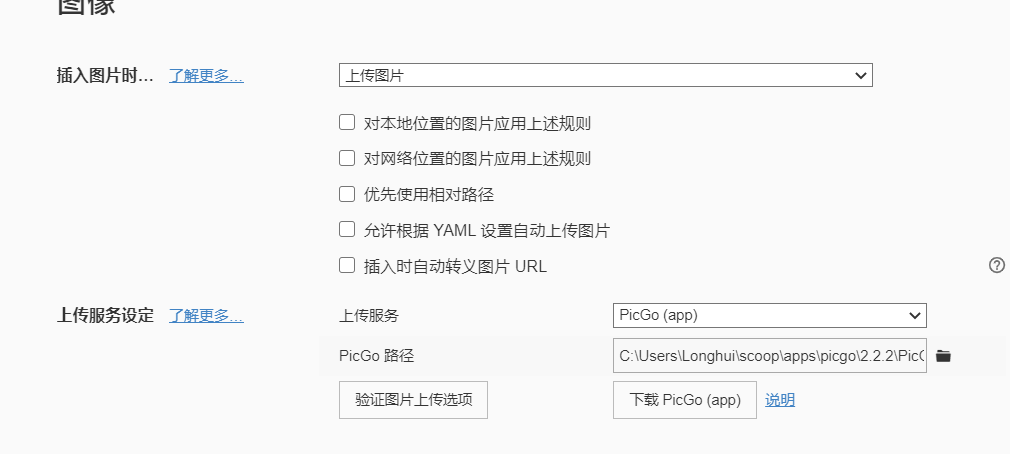 图像
插入图片时... 了解更多... 上传图片
对本地位置的图片应用上述规则
对网络位置的图片应用上述规则
优先使用相对路径
允许根据 YAML 设置自动上传图片
插入时自动转义图片 URL
上传服务设定 了解更多... 上传服务 PicGo (app)
PicGo 路径 C:\Users\Longhui\scoop\apps\picgo\2.2.2\Pic
验证图片上传选项 下载 PicGo (app) 说明